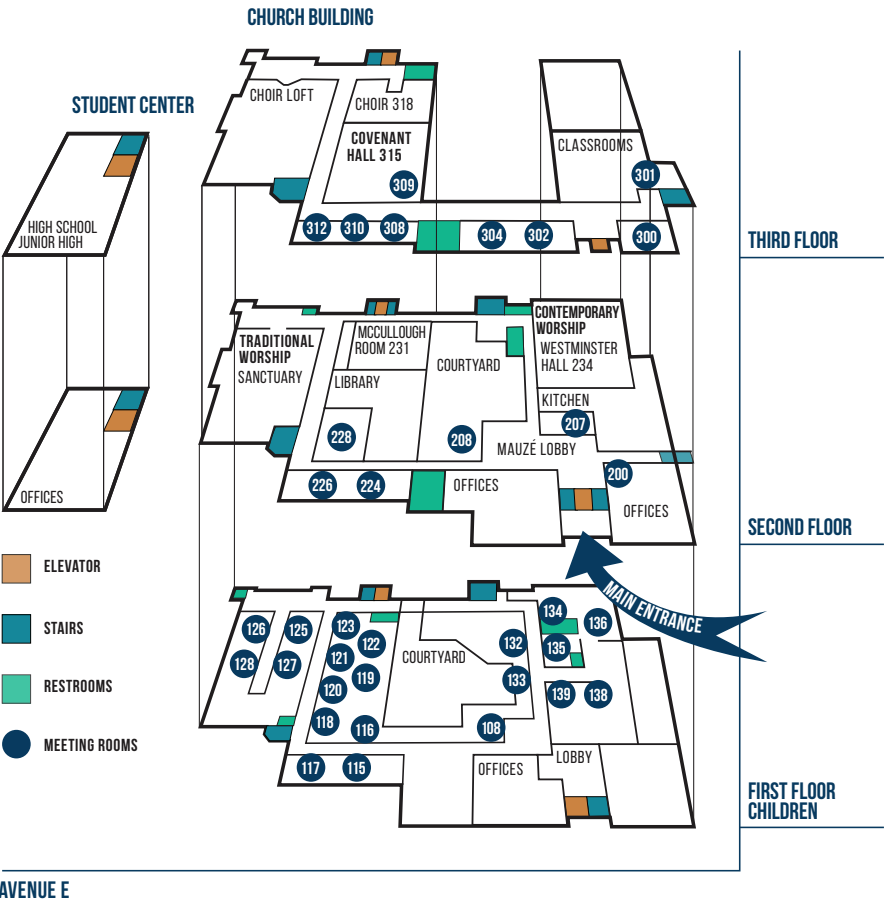 CHURCH BUILDING
STUDENT CENTER
CHOIR LOFT
CHOIR 318
COVENANT
HALL 315
309
312
310
308
304
302
CLASSROOMS
301
300
THIRD FLOOR
HIGH SCHOOL
JUNIOR HIGH
OFFICES
TRADITIONAL
WORSHIP
SANCTUARY
MCCULLOUGH
ROOM 231
LIBRARY
228
226
224
COURTYARD
208
CONTEMPORARY
WORSHIP
WESTMINSTER
HALL 234
KITCHEN
207
MAUZÉ LOBBY
200
OFFICES
OFFICES
SECOND FLOOR
MAIN ENTRANCE
ELEVATOR
STAIRS
RESTROOMS
MEETING ROOMS
126
125
128
127
123
122
121
119
120
118
116
117
115
COURTYARD
132
133
108
134
136
135
139
138
OFFICES
LOBBY
FIRST FLOOR
CHILDREN
AVENUE E